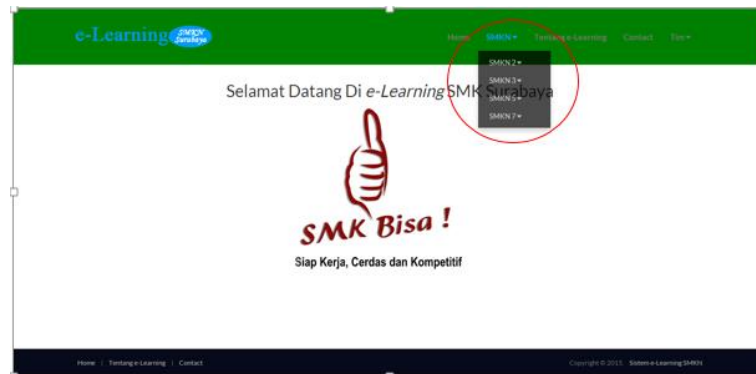 e-Learning SMKN Surabaya
Home SMKN Tentang e-Learning Contact Tim
SMKN 2
SMKN 3
SMKN 5
SMKN 7
Selamat Datang Di e-Learning SMK Surabaya
SMK Bisa !
Siap Kerja, Cerdas dan Kompetitif
Home | Tentang e-Learning | Contact
Copyright © 2015. Sistem e-Learning SMKN